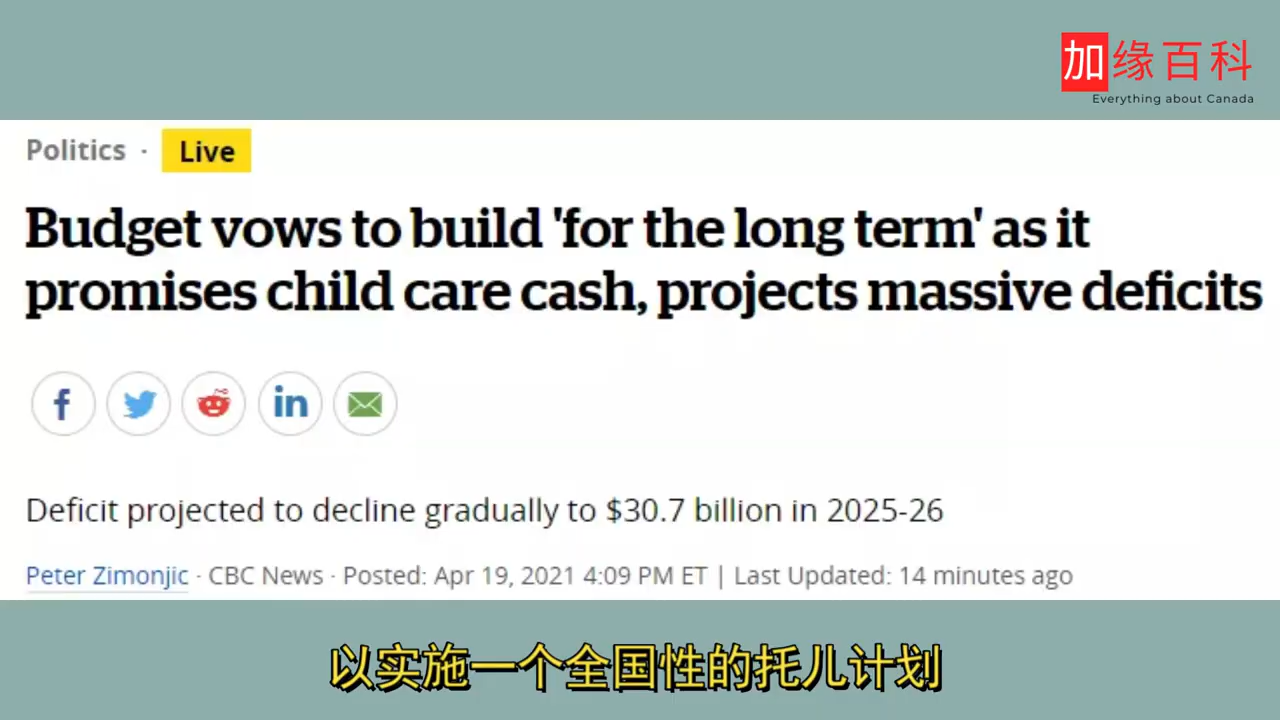 加缘百科
Everything about Canada
Politics · Live
Budget vows to build 'for the long term' as it
promises child care cash, projects massive deficits
Deficit projected to decline gradually to $30.7 billion in 2025-26
Peter Zimonjic · CBC News · Posted: Apr 19, 2021 4:09 PM ET | Last Updated: 14 minutes ago
以实施一个全国性的托儿计划